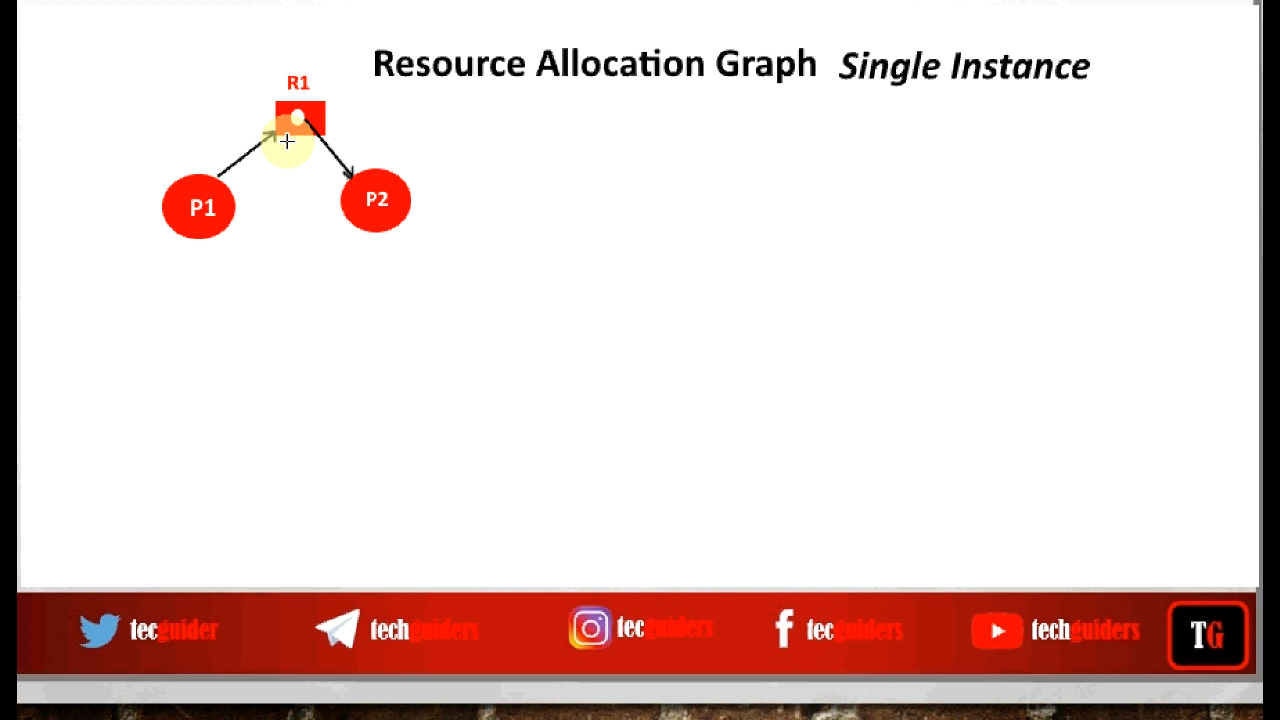 Resource Allocation Graph Single Instance
R1
P1
P2
tecguider
techguiders
tecguiders
tecguiders
techguiders
TG